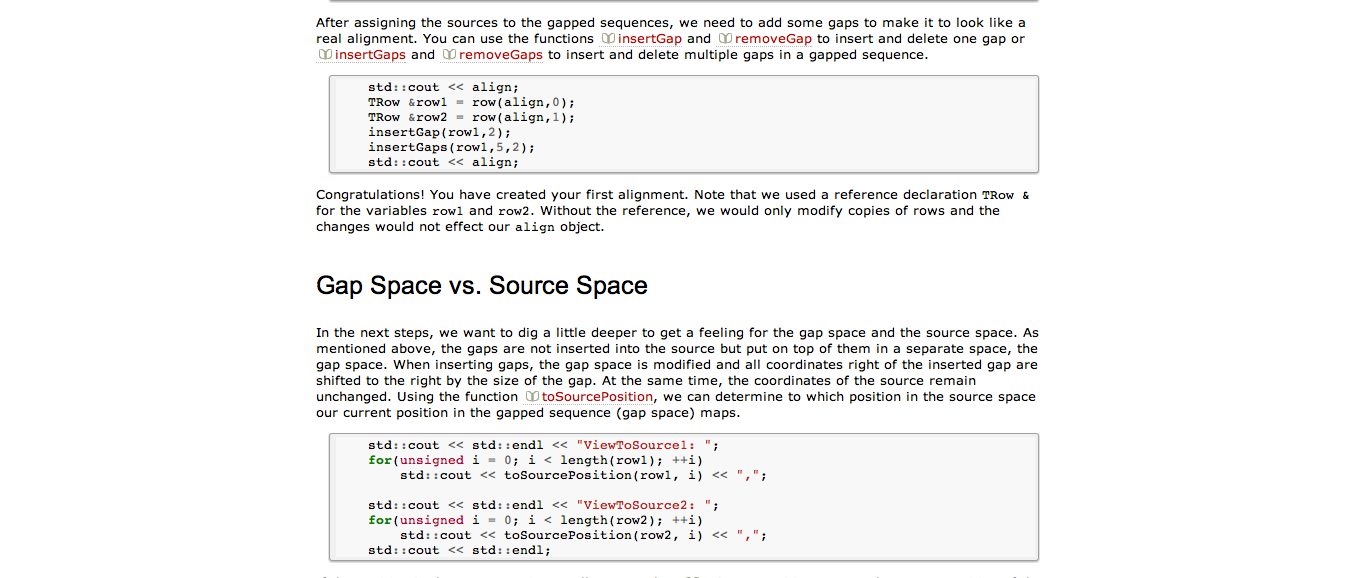 After assigning the sources to the gapped sequences, we need to add some gaps to make it to look like a
real alignment. You can use the functions insertGap and removeGap to insert and delete one gap or
insertGaps and removeGaps to insert and delete multiple gaps in a gapped sequence.
std::cout << align;
TRow &row1 = row(align,0);
TRow &row2 = row(align,1);
insertGap(row1,2);
insertGaps(row1,5,2);
std::cout << align;
Congratulations! You have created your first alignment. Note that we used a reference declaration TRow &
for the variables row1 and row2. Without the reference, we would only modify copies of rows and the
changes would not effect our align object.
Gap Space vs. Source Space
In the next steps, we want to dig a little deeper to get a feeling for the gap space and the source space. As
mentioned above, the gaps are not inserted into the source but put on top of them in a separate space, the
gap space. When inserting gaps, the gap space is modified and all coordinates right of the inserted gap are
shifted to the right by the size of the gap. At the same time, the coordinates of the source remain
unchanged. Using the function toSourcePosition, we can determine to which position in the source space
our current position in the gapped sequence (gap space) maps.
std::cout << std::endl << "ViewToSource1: ";
for(unsigned i = 0; i < length(row1); ++i)
    std::cout << toSourcePosition(row1, i) << ",";
std::cout << std::endl << "ViewToSource2: ";
for(unsigned i = 0; i < length(row2); ++i)
    std::cout << toSourcePosition(row2, i) << ",";
std::cout << std::endl;